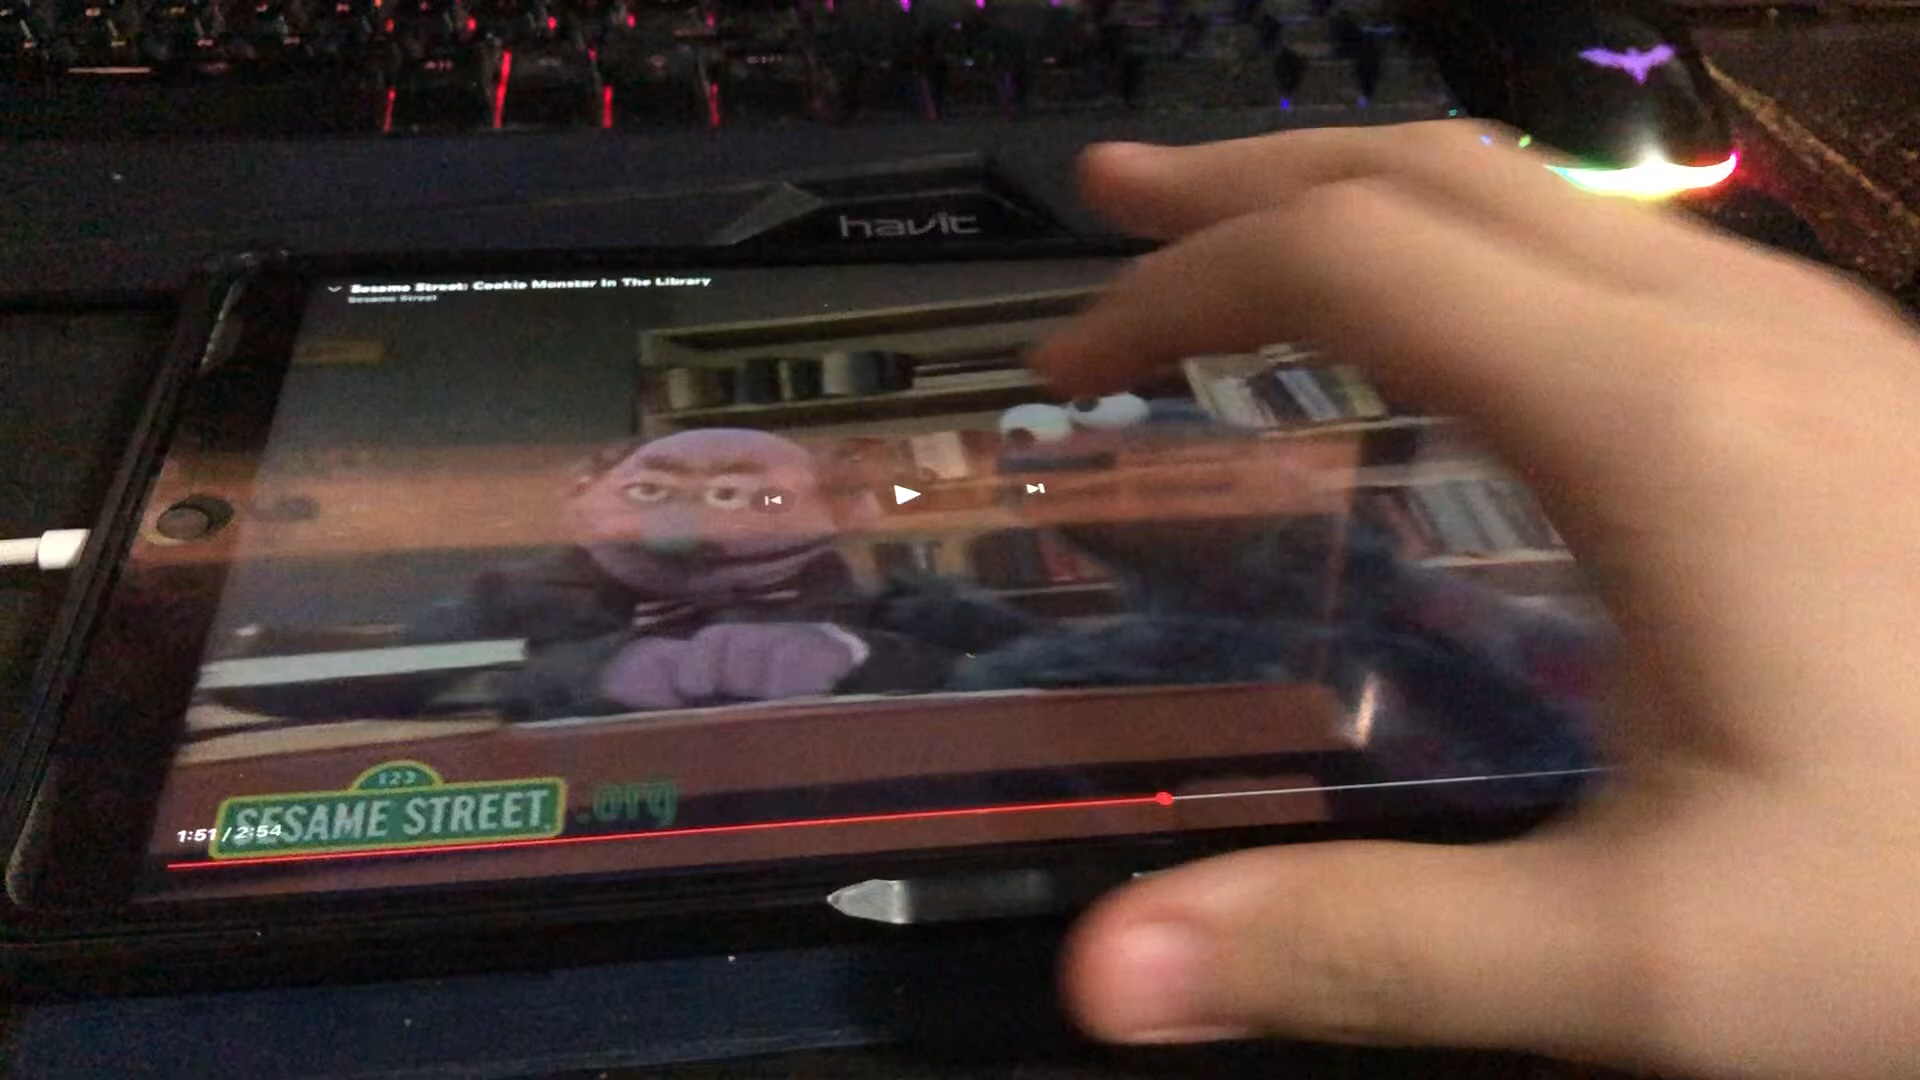 havit
Sesame Street: Cookie Monster In The Library
Sesame Street
123
SESAME STREET
.org
1:51 / 2:54